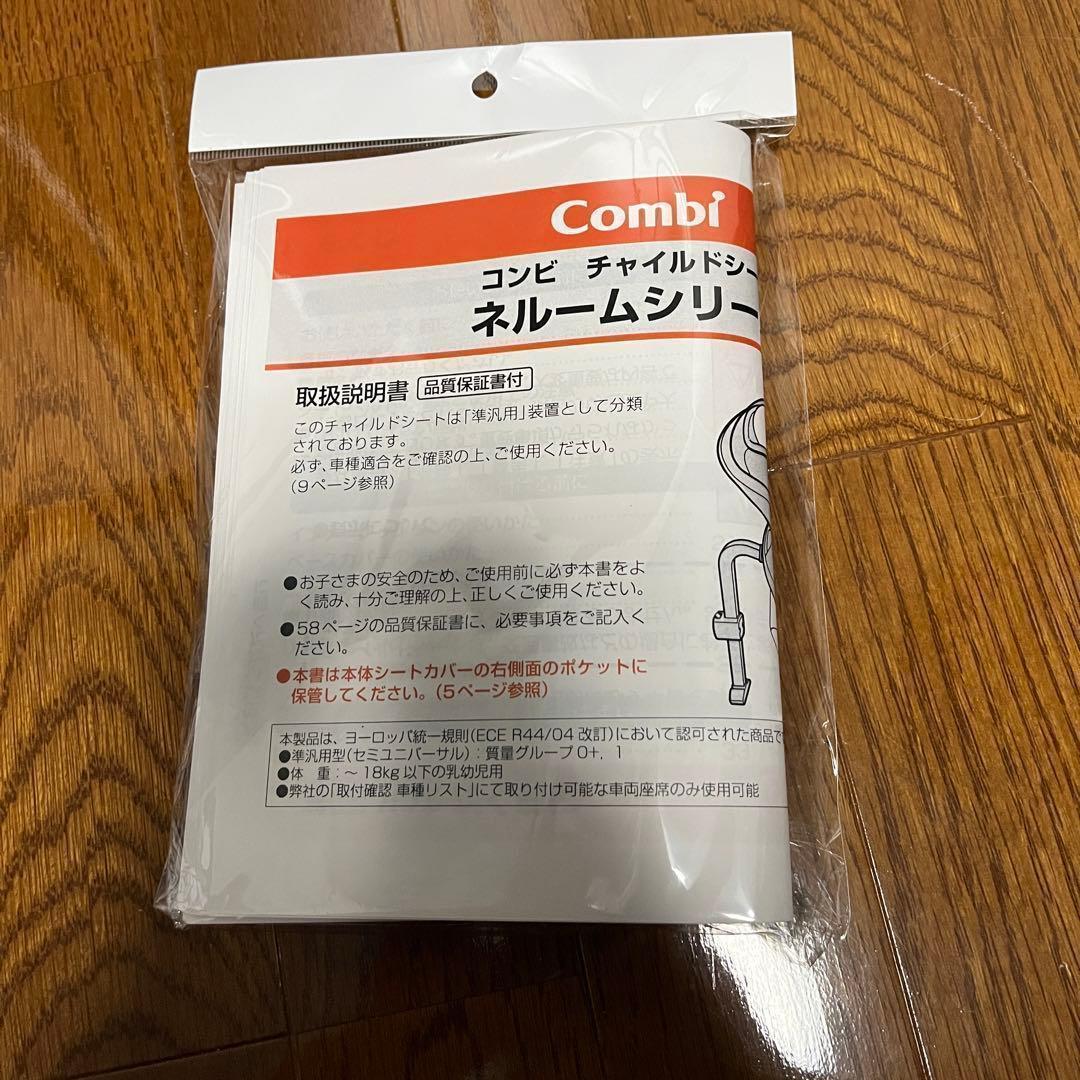 Combi
コンビ チャイルドシー
ネルームシリー
取扱説明書 品質保証書付
このチャイルドシートは「準汎用」装置として分類
されております。
必ず、車種適合をご確認の上、ご使用ください。
(9ページ参照)
●お子さまの安全のため、ご使用前に必ず本書をよ
く読み、十分ご理解の上、正しくご使用ください。
●58ページの品質保証書に、必要事項をご記入く
ださい。
●本書は本体シートカバーの右側面のポケットに
保管してください。(5ページ参照)
本製品は、ヨーロッパ統一規則(ECE R44/04 改訂)において認可された商品で
●準汎用型(セミユニバーサル):質量グループ 0+, 1
●体 重:~ 18kg 以下の乳幼児用
●弊社の「取付確認 車種リスト」にて取り付け可能な車両座席のみ使用可能